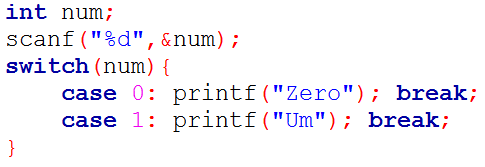 int num;
scanf("%d",&num);
switch(num){
    case 0: printf("Zero"); break;
    case 1: printf("Um"); break;
}